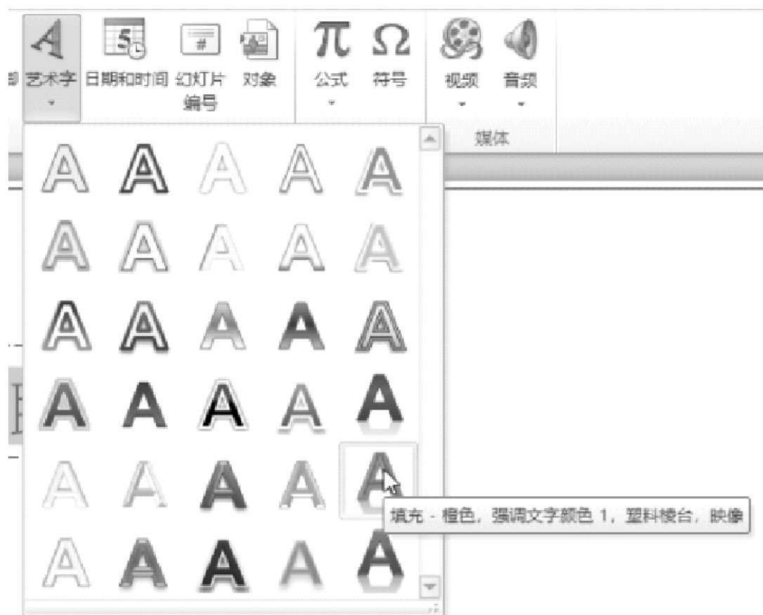 艺术字 日期和时间 幻灯片 对象 公式 符号 视频 音频
编号
媒体
填充 - 橙色，强调文字颜色 1，塑料棱台，映像